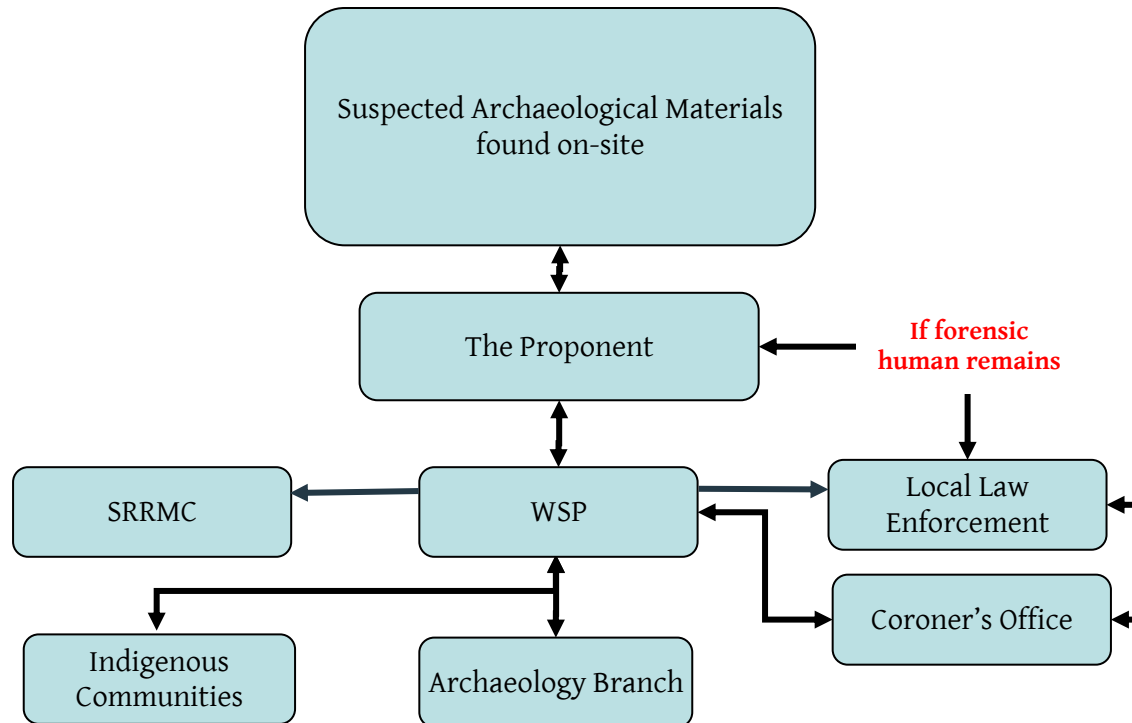 Suspected Archaeological Materials
found on-site
The Proponent
If forensic
human remains
SRRMC
WSP
Local Law
Enforcement
Coroner’s Office
Indigenous
Communities
Archaeology Branch